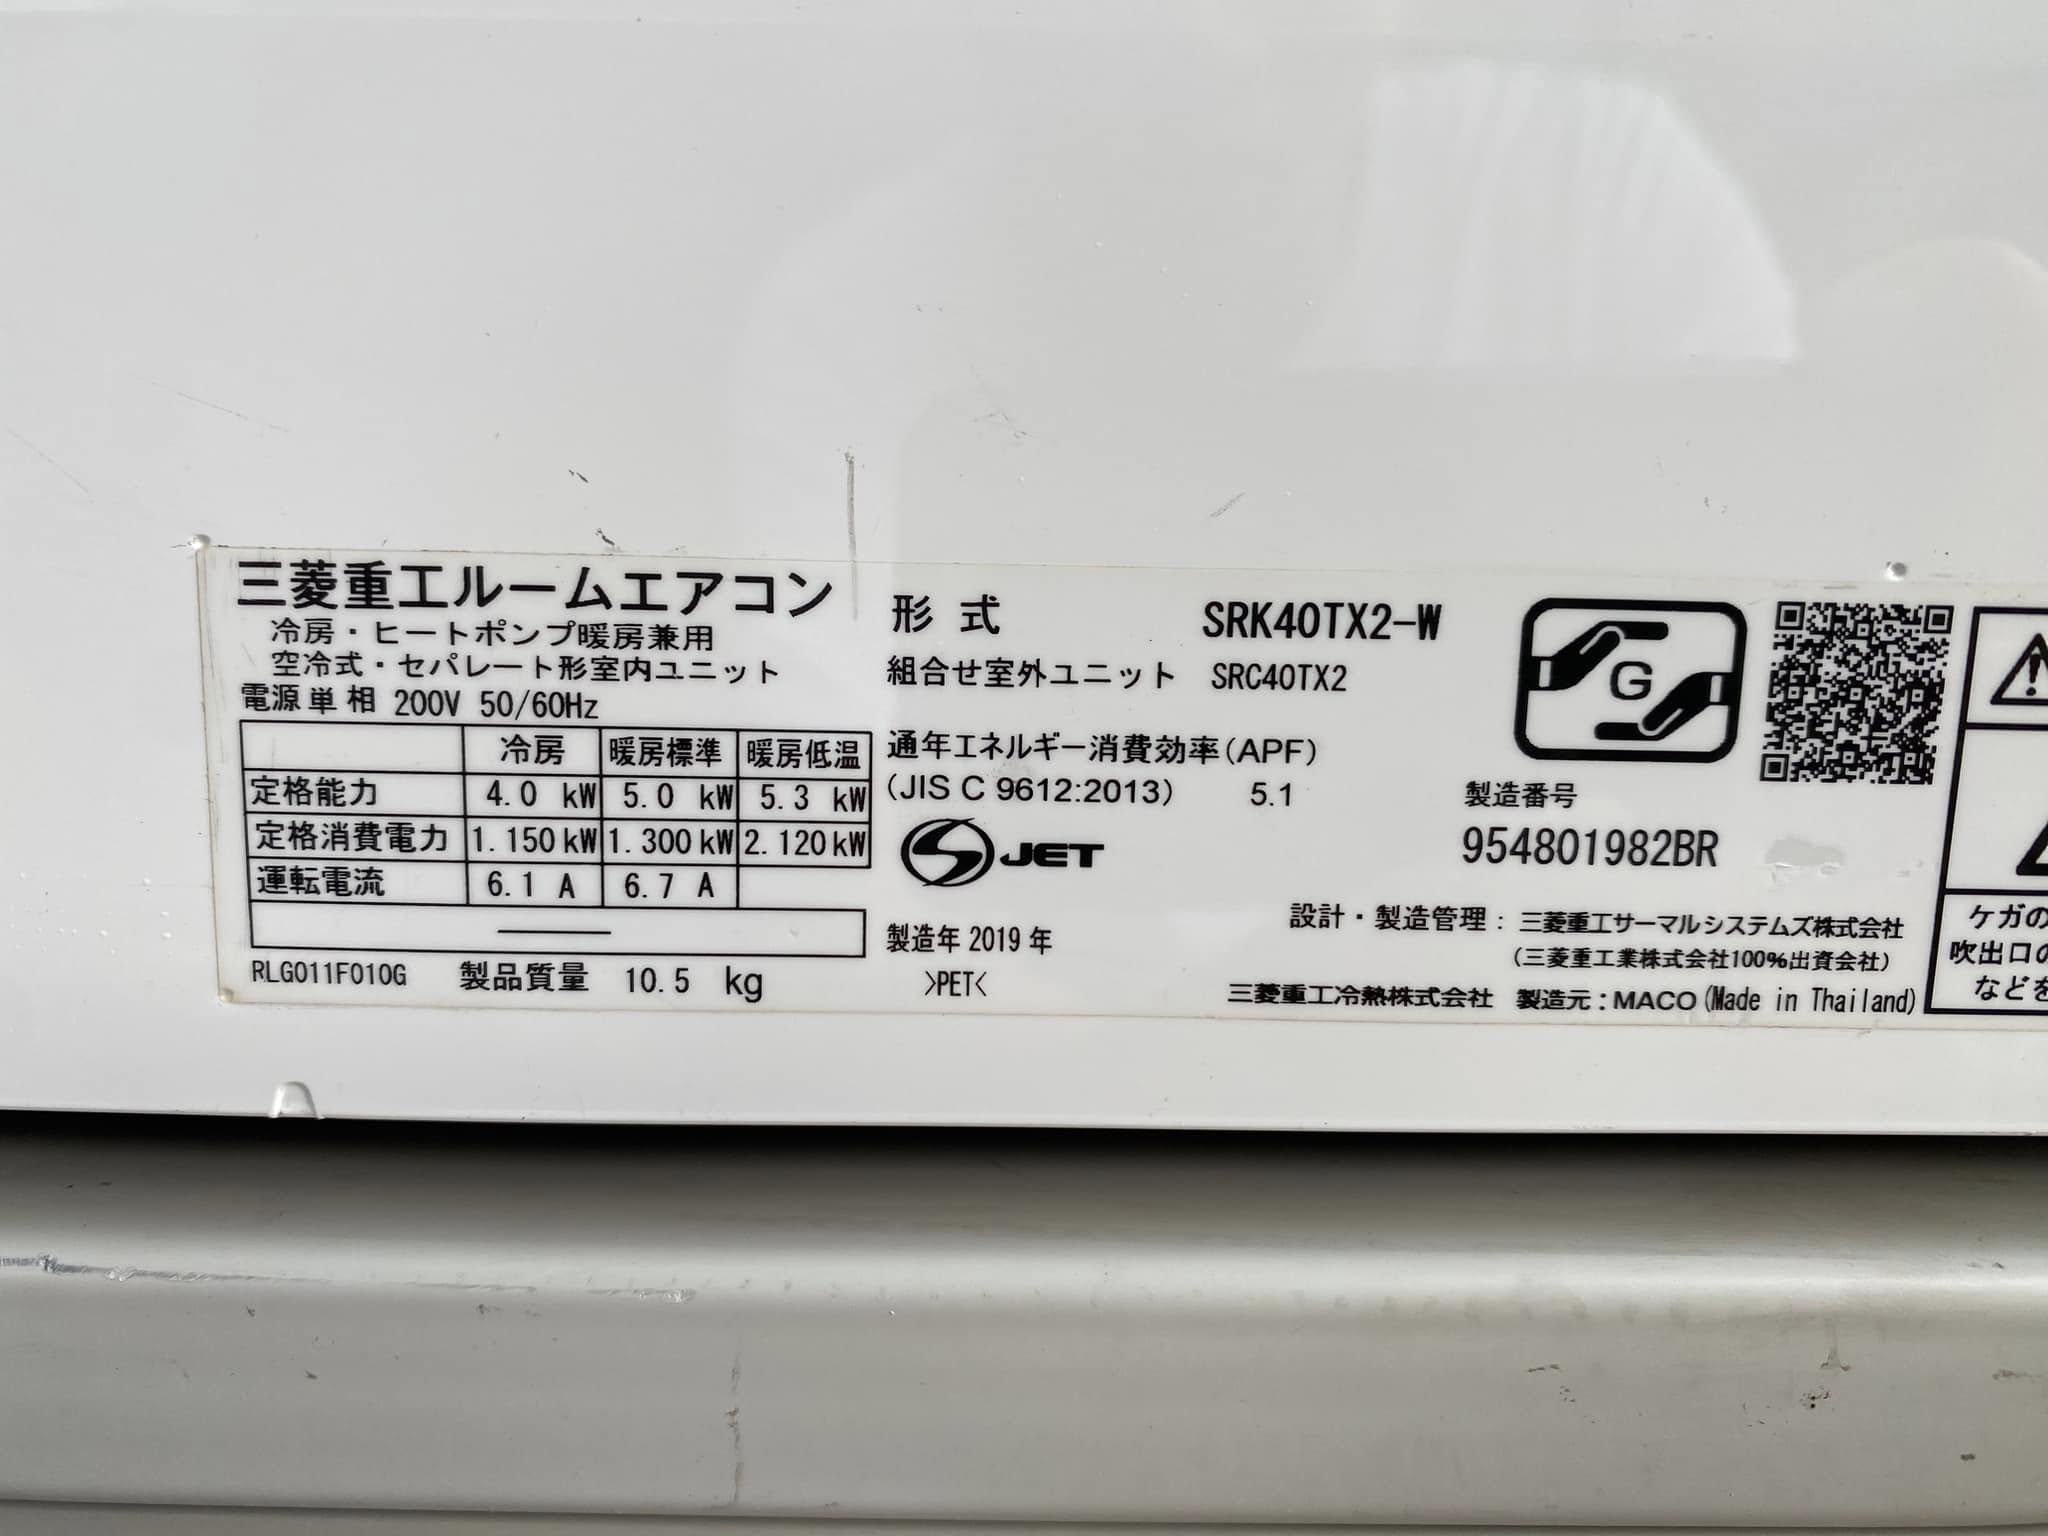 三菱重工ルームエアコン
冷房・ヒートポンプ暖房兼用
空冷式・セパレート形室内ユニット
電源 単相 200V 50/60Hz
冷房 暖房標準 暖房低温
定格能力 4.0 kW 5.0 kW 5.3 kW
定格消費電力 1.150 kW 1.300 kW 2.120 kW
運転電流 6.1 A 6.7 A
RLG011F010G 製品質量 10.5 kg
形式 SRK40TX2-W
組合せ室外ユニット SRC40TX2
通年エネルギー消費効率(APF)
(JIS C 9612:2013) 5.1
JET
製造年 2019 年
>PET<
G
製造番号
954801982BR
設計・製造管理: 三菱重工サーマルシステムズ株式会社
(三菱重工業株式会社100%出資会社)
三菱重工冷熱株式会社 製造元:MACO(Made in Thailand)
ケガの
吹出口の
などを